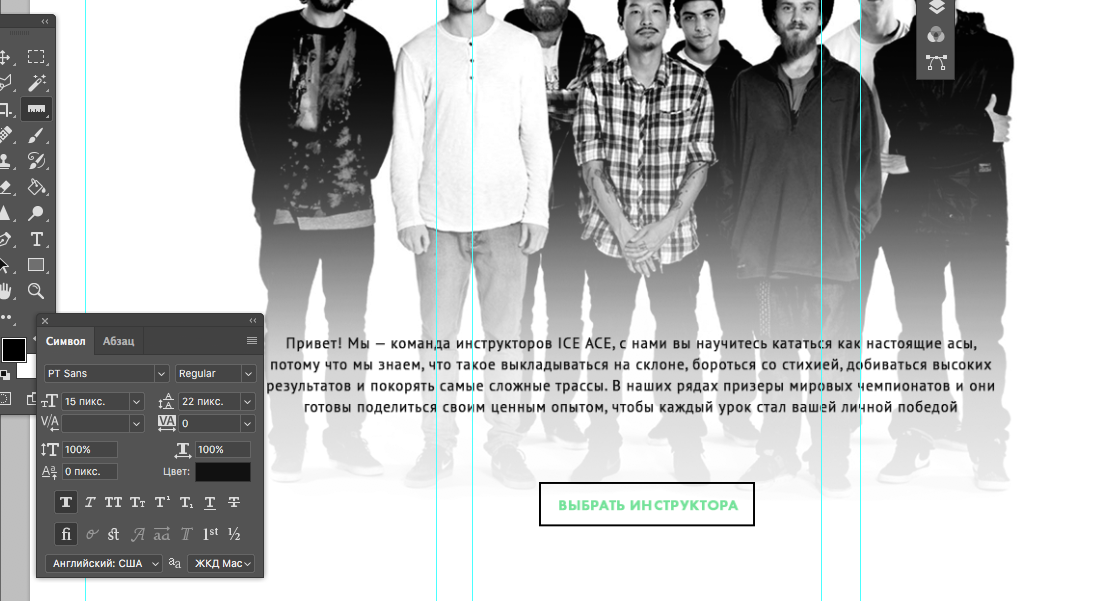 Привет! Мы — команда инструкторов ICE ACE, с нами вы научитесь кататься как настоящие асы,
потому что мы знаем, что такое выкладываться на склоне, бороться со стихией, добиваться высоких
результатов и покорять самые сложные трассы. В наших рядах призеры мировых чемпионатов и они
готовы поделиться своим ценным опытом, чтобы каждый урок стал вашей личной победой
ВЫБРАТЬ ИНСТРУКТОРА
Символ Абзац
PT Sans Regular
15 пикс. 22 пикс.
0
100% 100%
0 пикс. Цвет:
T T TT Tт T¹ T₁ T T
fi st A aa T 1st ½
Английский: США aа ЖКД Mac